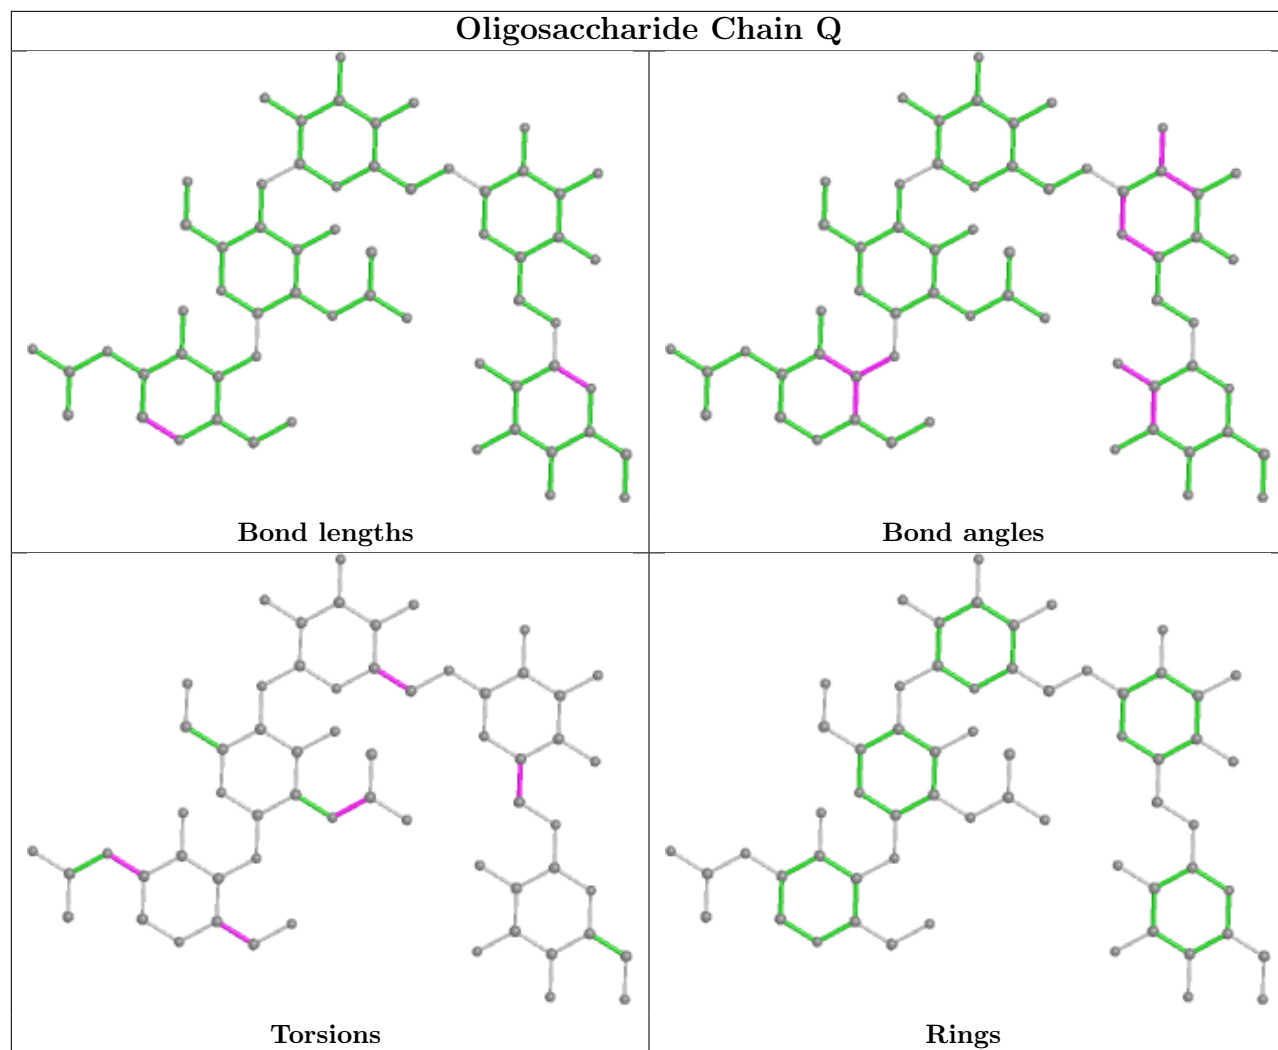 Oligosaccharide Chain Q
Bond lengths
Bond angles
Torsions
Rings